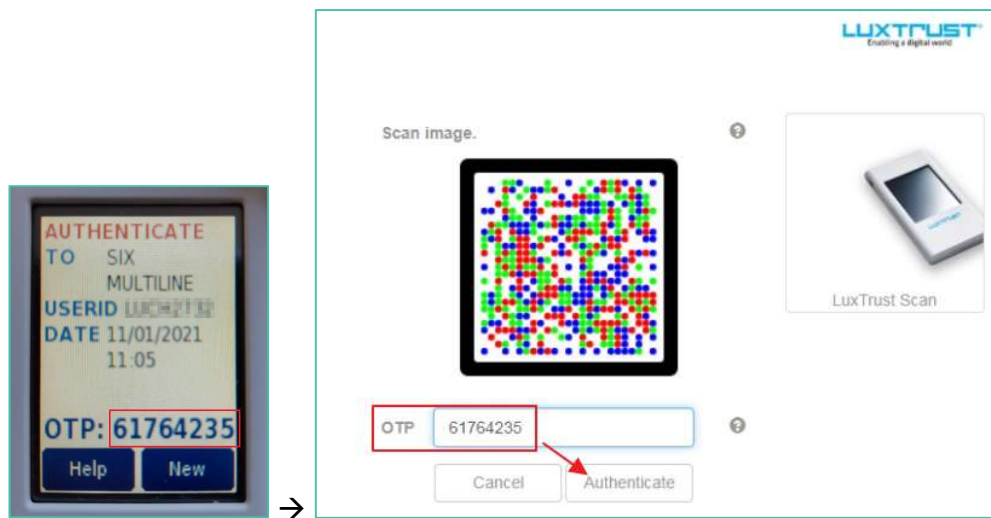 AUTHENTICATE
TO SIX
MULTILINE
USERID
DATE 11/01/2021
11:05
OTP: 61764235
Help New
→
LUXTRUST
Enabling a digital world
Scan image.
LuxTrust Scan
OTP 61764235
Cancel Authenticate